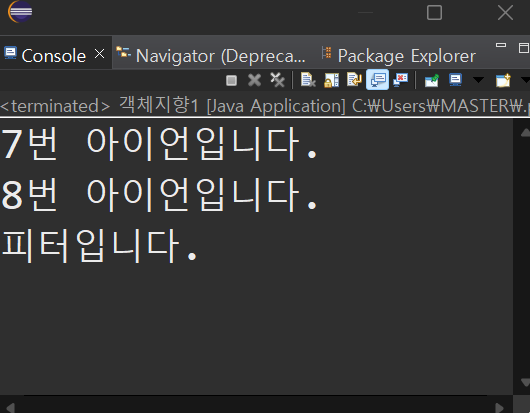 Console Navigator (Depreca... Package Explorer
<terminated> 객체지향1 [Java Application] C:₩Users₩MASTER₩.p
7번 아이언입니다.
8번 아이언입니다.
피터입니다.